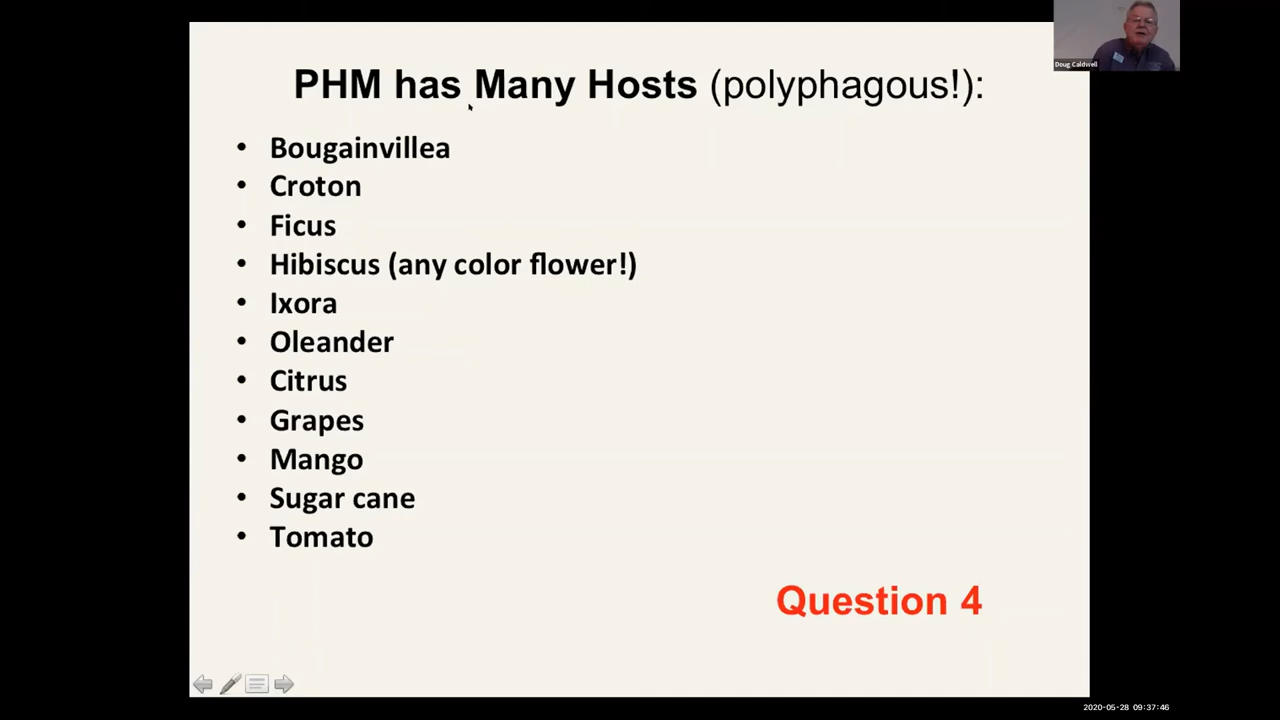 PHM has Many Hosts (polyphagous!):
• Bougainvillea
• Croton
• Ficus
• Hibiscus (any color flower!)
• Ixora
• Oleander
• Citrus
• Grapes
• Mango
• Sugar cane
• Tomato
Question 4
Doug Caldwell
2020-05-28 09:37:46